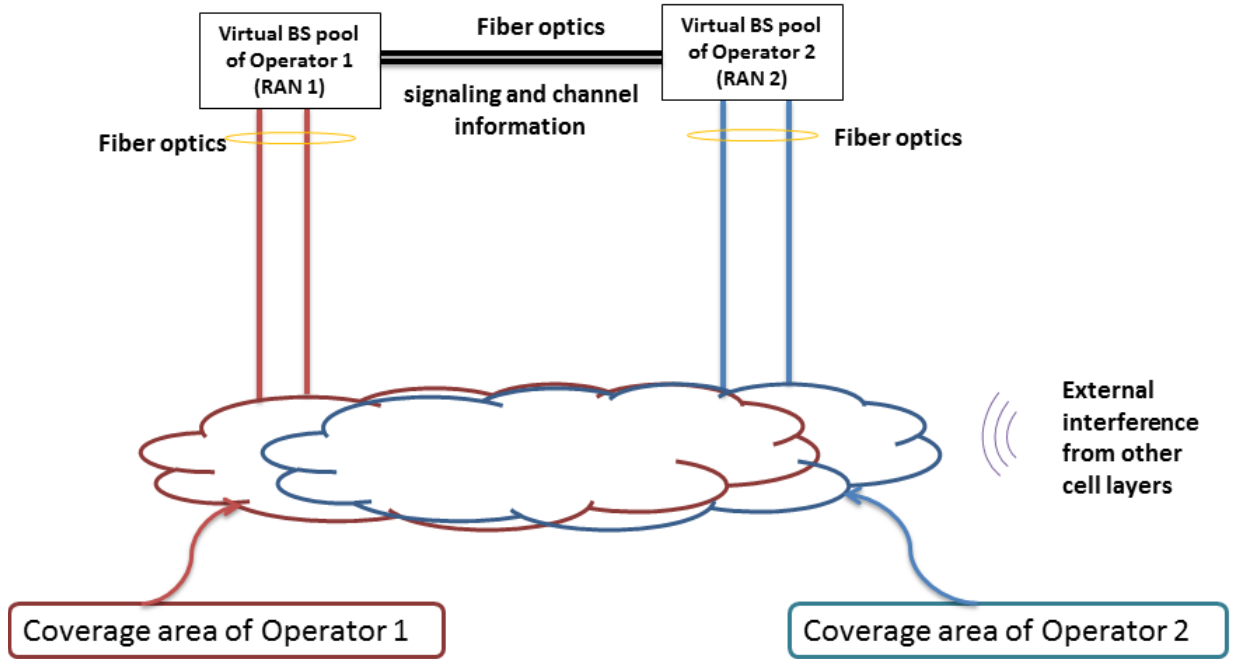 Virtual BS pool
of Operator 1
(RAN 1)
Fiber optics
signaling and channel
information
Virtual BS pool
of Operator 2
(RAN 2)
Fiber optics
Fiber optics
External
interference
from other
cell layers
Coverage area of Operator 1
Coverage area of Operator 2